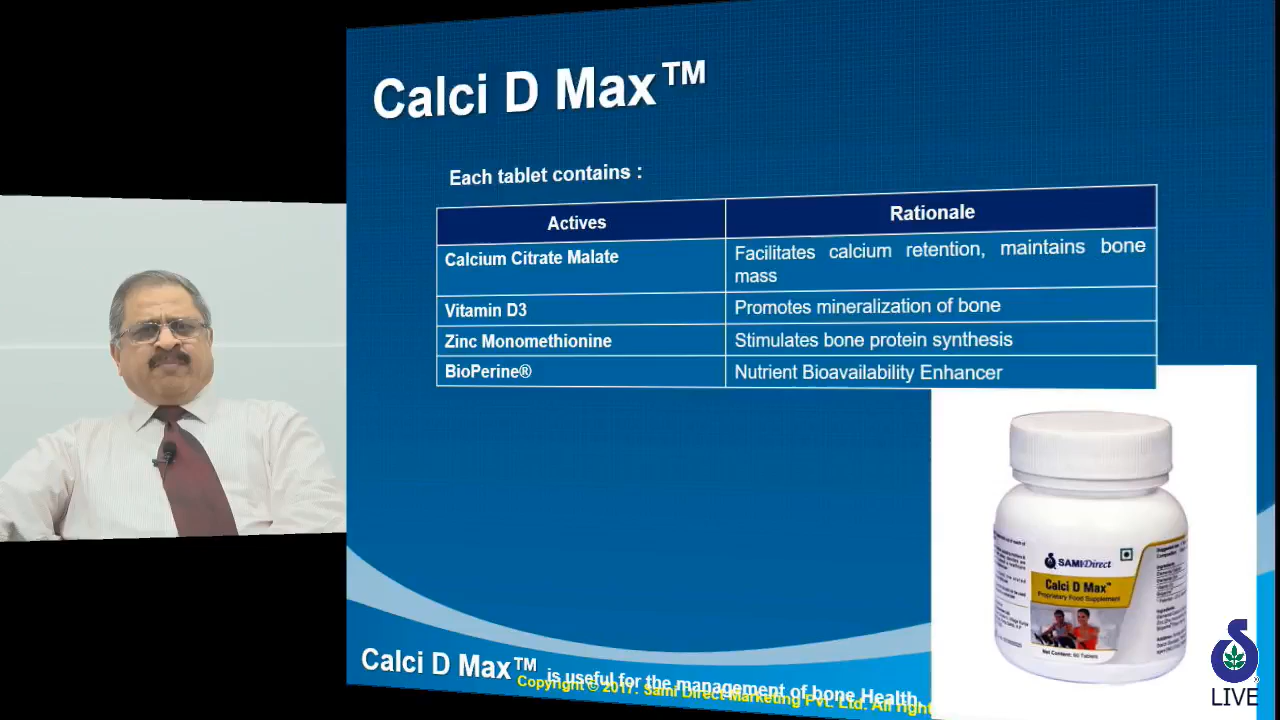 Calci D Max™
Each tablet contains :
Actives
Rationale
Calcium Citrate Malate
Facilitates calcium retention, maintains bone
mass
Vitamin D3
Promotes mineralization of bone
Zinc Monomethionine
Stimulates bone protein synthesis
BioPerine®
Nutrient Bioavailability Enhancer
SAMI Direct
Calci D Max™
Proprietary Food Supplement
Net Content: 60 Tablets
Calci D Max™ is useful for the management of bone Health.
Copyright © 2017. Sami Direct Marketing Pvt. Ltd. All right
LIVE